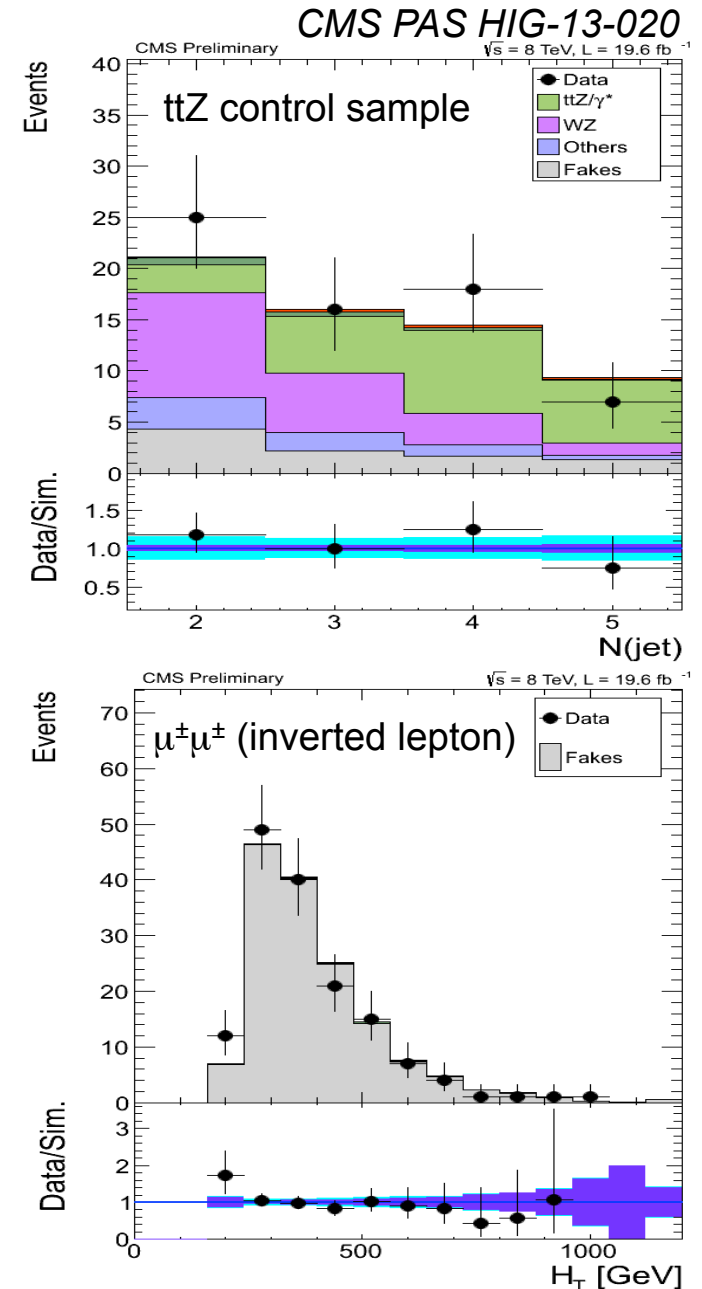 CMS PAS HIG-13-020
CMS Preliminary
√s = 8 TeV, L = 19.6 fb⁻¹
Events
40
35
30
25
20
15
10
5
0
ttZ control sample
Data
ttZ/γ*
WZ
Others
Fakes
Data/Sim.
1.5
1.0
0.5
2 3 4 5
N(jet)
CMS Preliminary
√s = 8 TeV, L = 19.6 fb⁻¹
Events
70
60
50
40
30
20
10
0
μ±μ± (inverted lepton)
Data
Fakes
Data/Sim.
3
2
1
0
0 500 1000
H_T [GeV]